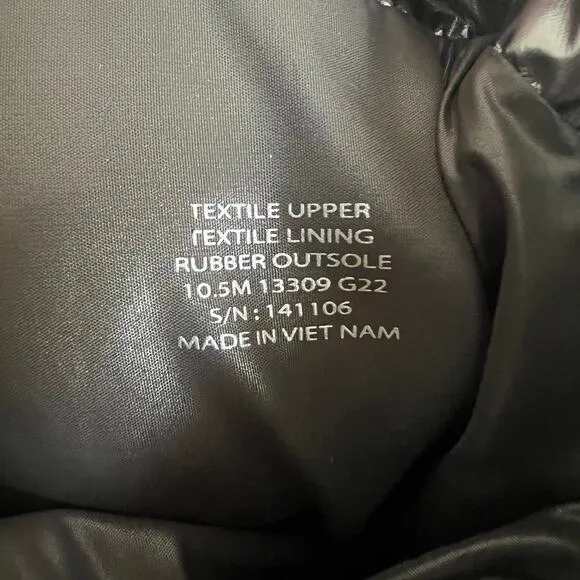 TEXTILE UPPER
TEXTILE LINING
RUBBER OUTSOLE
10.5M 13309 G22
S/N: 141106
MADE IN VIET NAM